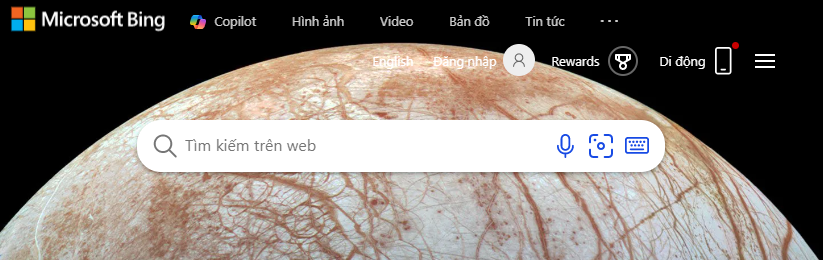 Microsoft Bing Copilot Hình ảnh Video Bản đồ Tin tức ...
English Đăng nhập Rewards Di động
Tìm kiếm trên web